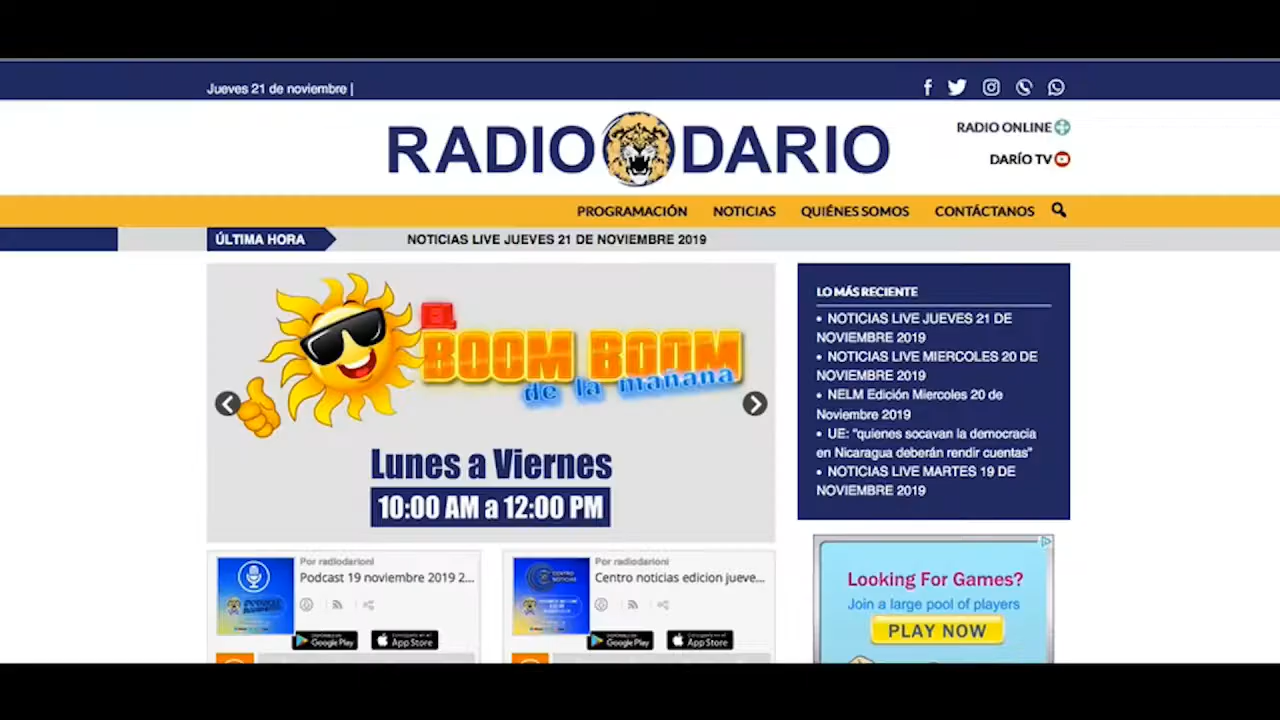 Jueves 21 de noviembre |
RADIO DARIO
RADIO ONLINE
DARÍO TV
PROGRAMACIÓN NOTICIAS QUIÉNES SOMOS CONTÁCTANOS
ÚLTIMA HORA NOTICIAS LIVE JUEVES 21 DE NOVIEMBRE 2019
EL
BOOM BOOM
de la mañana
Lunes a Viernes
10:00 AM a 12:00 PM
LO MÁS RECIENTE
• NOTICIAS LIVE JUEVES 21 DE
NOVIEMBRE 2019
• NOTICIAS LIVE MIERCOLES 20 DE
NOVIEMBRE 2019
• NELM Edición Miercoles 20 de
Noviembre 2019
• UE: “quienes socavan la democracia
en Nicaragua deberán rendir cuentas”
• NOTICIAS LIVE MARTES 19 DE
NOVIEMBRE 2019
Por radiodarioni
Podcast 19 noviembre 2019 2...
Google Play App Store
Por radiodarioni
Centro noticias edicion jueve...
CENTRO
NOTICIAS
Google Play App Store
Looking For Games?
Join a large pool of players
PLAY NOW